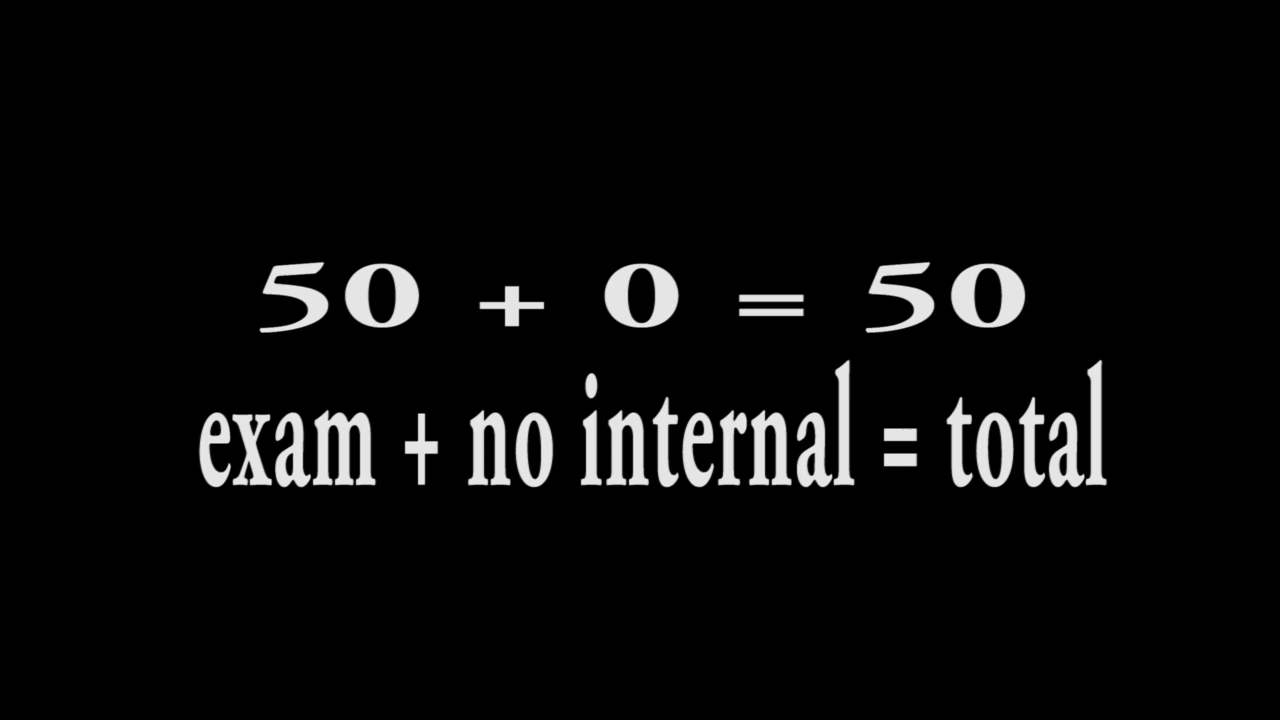 50 + 0 = 50
exam + no internal = total